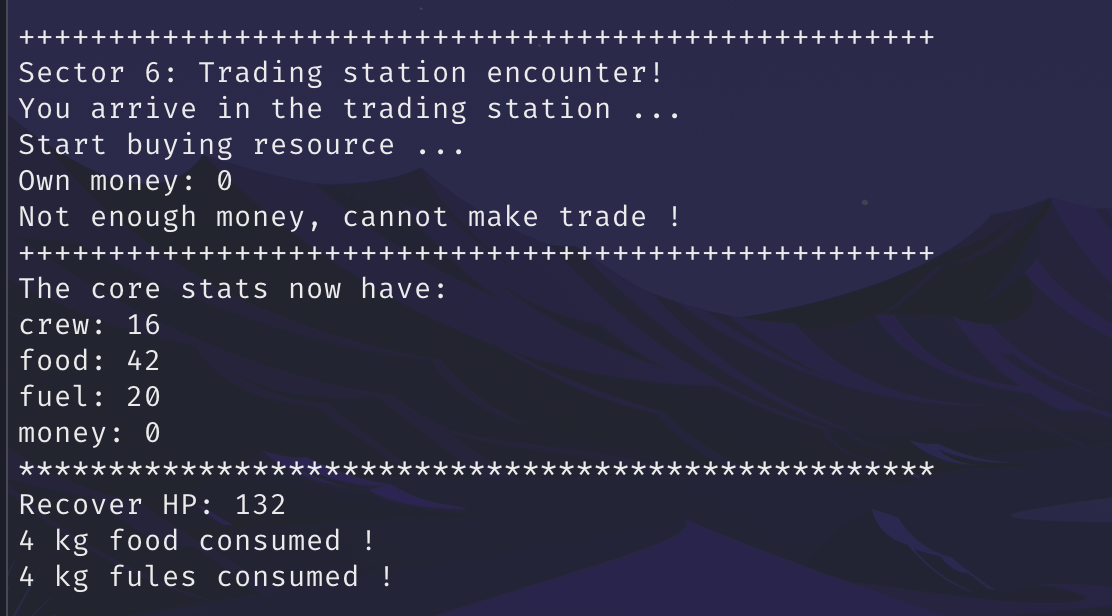 +++++++++++++++++++++++++++++++++++++++++++++++++++
Sector 6: Trading station encounter!
You arrive in the trading station ...
Start buying resource ...
Own money: 0
Not enough money, cannot make trade !
+++++++++++++++++++++++++++++++++++++++++++++++++++
The core stats now have:
crew: 16
food: 42
fuel: 20
money: 0
***************************************************
Recover HP: 132
4 kg food consumed !
4 kg fules consumed !